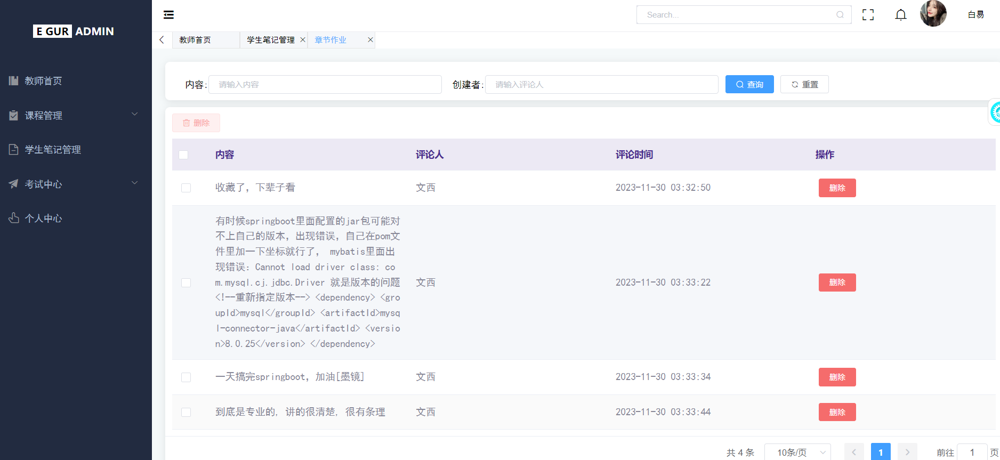 E GUR ADMIN
Search...
白易
教师首页
学生笔记管理
章节作业
教师首页
课程管理
学生笔记管理
考试中心
个人中心
内容:
请输入内容
创建者:
请输入评论人
查询
重置
删除
内容 评论人 评论时间 操作
收藏了，下辈子看 文西 2023-11-30 03:32:50 删除
有时候springboot里面配置的jar包可能对
不上自己的版本，出现错误，自己在pom文
件里加一下坐标就行了， mybatis里面出
现错误：Cannot load driver class: co
m.mysql.cj.jdbc.Driver 就是版本的问题
<!--重新指定版本--> <dependency> <gro
upId>mysql</groupId> <artifactId>mysq
l-connector-java</artifactId> <versio
n>8.0.25</version> </dependency>
文西 2023-11-30 03:33:22 删除
一天搞完springboot，加油[墨镜] 文西 2023-11-30 03:33:34 删除
到底是专业的, 讲的很清楚, 很有条理 文西 2023-11-30 03:33:44 删除
共 4 条 10条/页 1 前往 1 页